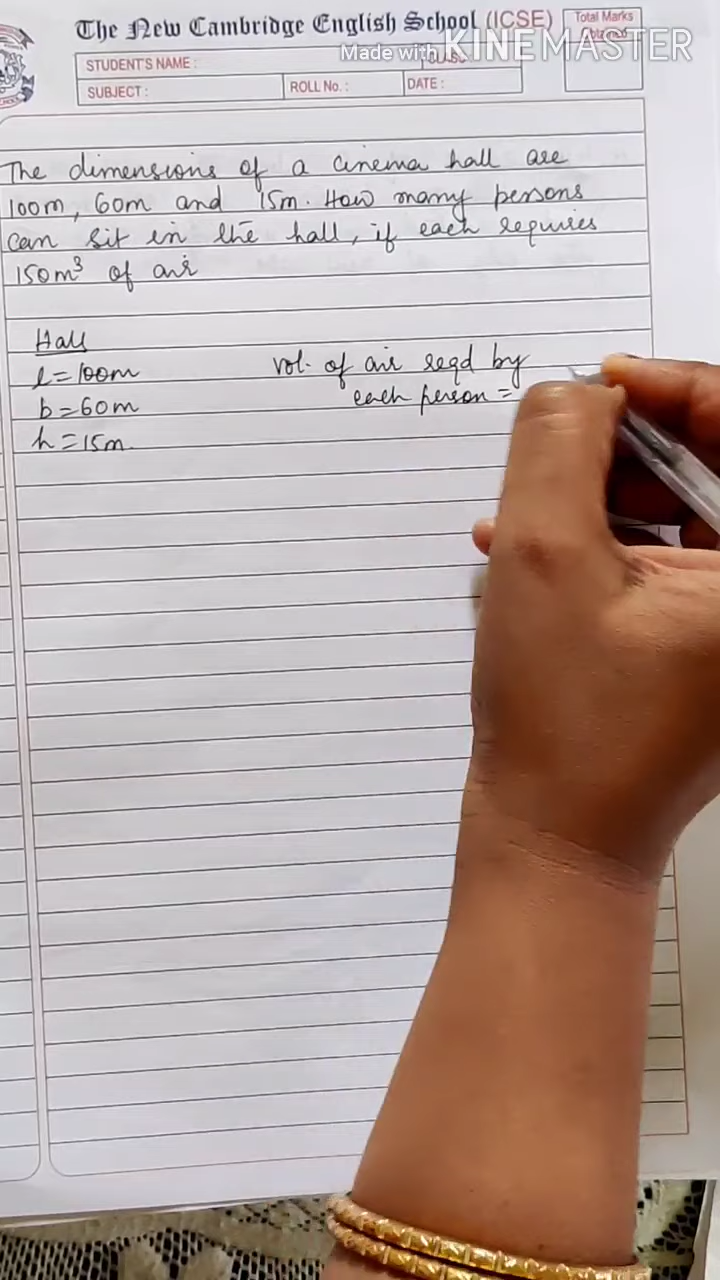 The New Cambridge English School (ICSE)
Total Marks
Obtained
Made with KINEMASTER
STUDENT'S NAME :
SUBJECT :
ROLL No. :
DATE :
The dimensions of a cinema hall are
100m, 60m and 15m. How many persons
can sit in the hall, if each requires
150m³ of air
Hall
l = 100m
b = 60m
h = 15m.
vol. of air reqd by
each person =